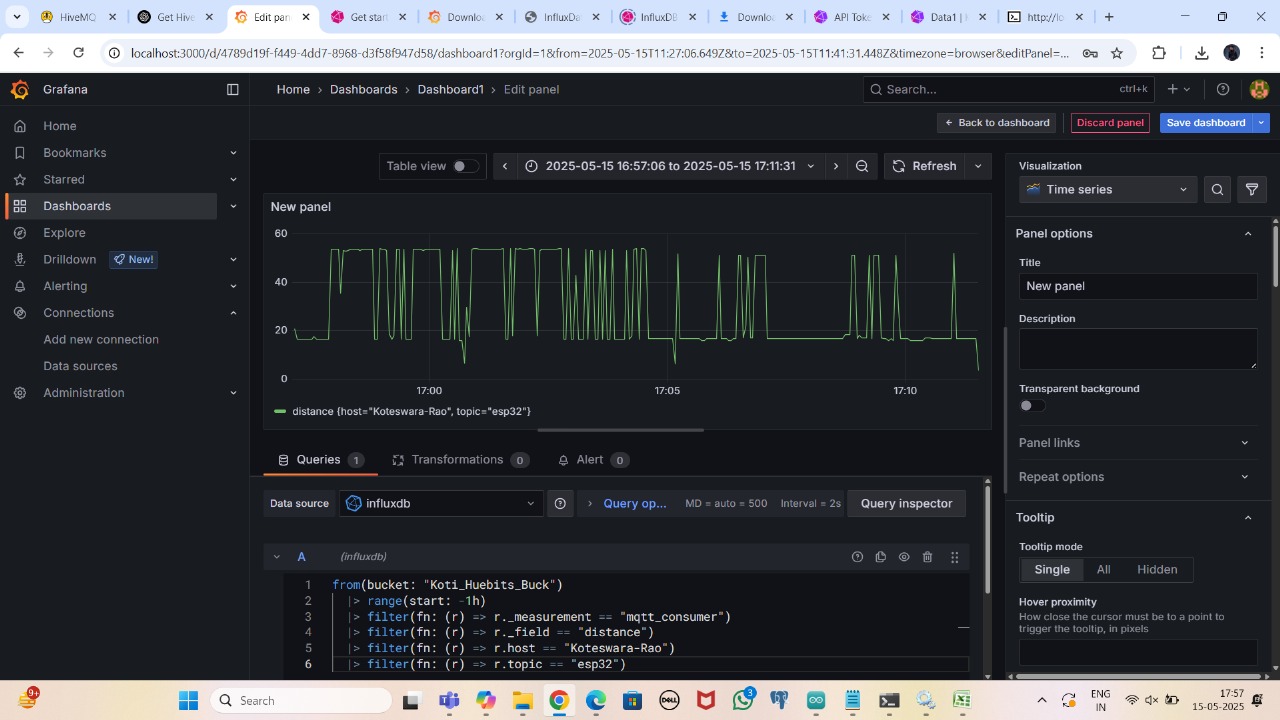 HiveMQ
Get Hive
Edit pan
Get start
Downloa
InfluxDa
InfluxDB
Downloa
API Toke
Data1 |
http://lo
localhost:3000/d/4789d19f-f449-4dd7-8968-d3f58f947d58/dashboard1?orgId=1&from=2025-05-15T11:27:06.649Z&to=2025-05-15T11:41:31.448Z&timezone=browser&editPanel=...
Grafana
Home › Dashboards › Dashboard1 › Edit panel
Search...
ctrl+k
Back to dashboard
Discard panel
Save dashboard
Home
Bookmarks
Starred
Dashboards
Explore
Drilldown
New!
Alerting
Connections
Add new connection
Data sources
Administration
Table view
2025-05-15 16:57:06 to 2025-05-15 17:11:31
Refresh
New panel
60
40
20
0
17:00
17:05
17:10
distance {host="Koteswara-Rao", topic="esp32"}
Queries 1
Transformations 0
Alert 0
Data source
influxdb
Query op...
MD = auto = 500
Interval = 2s
Query inspector
A
(influxdb)
1 from(bucket: "Koti_Huebits_Buck")
2 |> range(start: -1h)
3 |> filter(fn: (r) => r._measurement == "mqtt_consumer")
4 |> filter(fn: (r) => r._field == "distance")
5 |> filter(fn: (r) => r.host == "Koteswara-Rao")
6 |> filter(fn: (r) => r.topic == "esp32")
Visualization
Time series
Panel options
Title
New panel
Description
Transparent background
Panel links
Repeat options
Tooltip
Tooltip mode
Single
All
Hidden
Hover proximity
How close the cursor must be to a point to
trigger the tooltip, in pixels
9+
Search
DELL
3
ENG
IN
17:57
15-05-2025